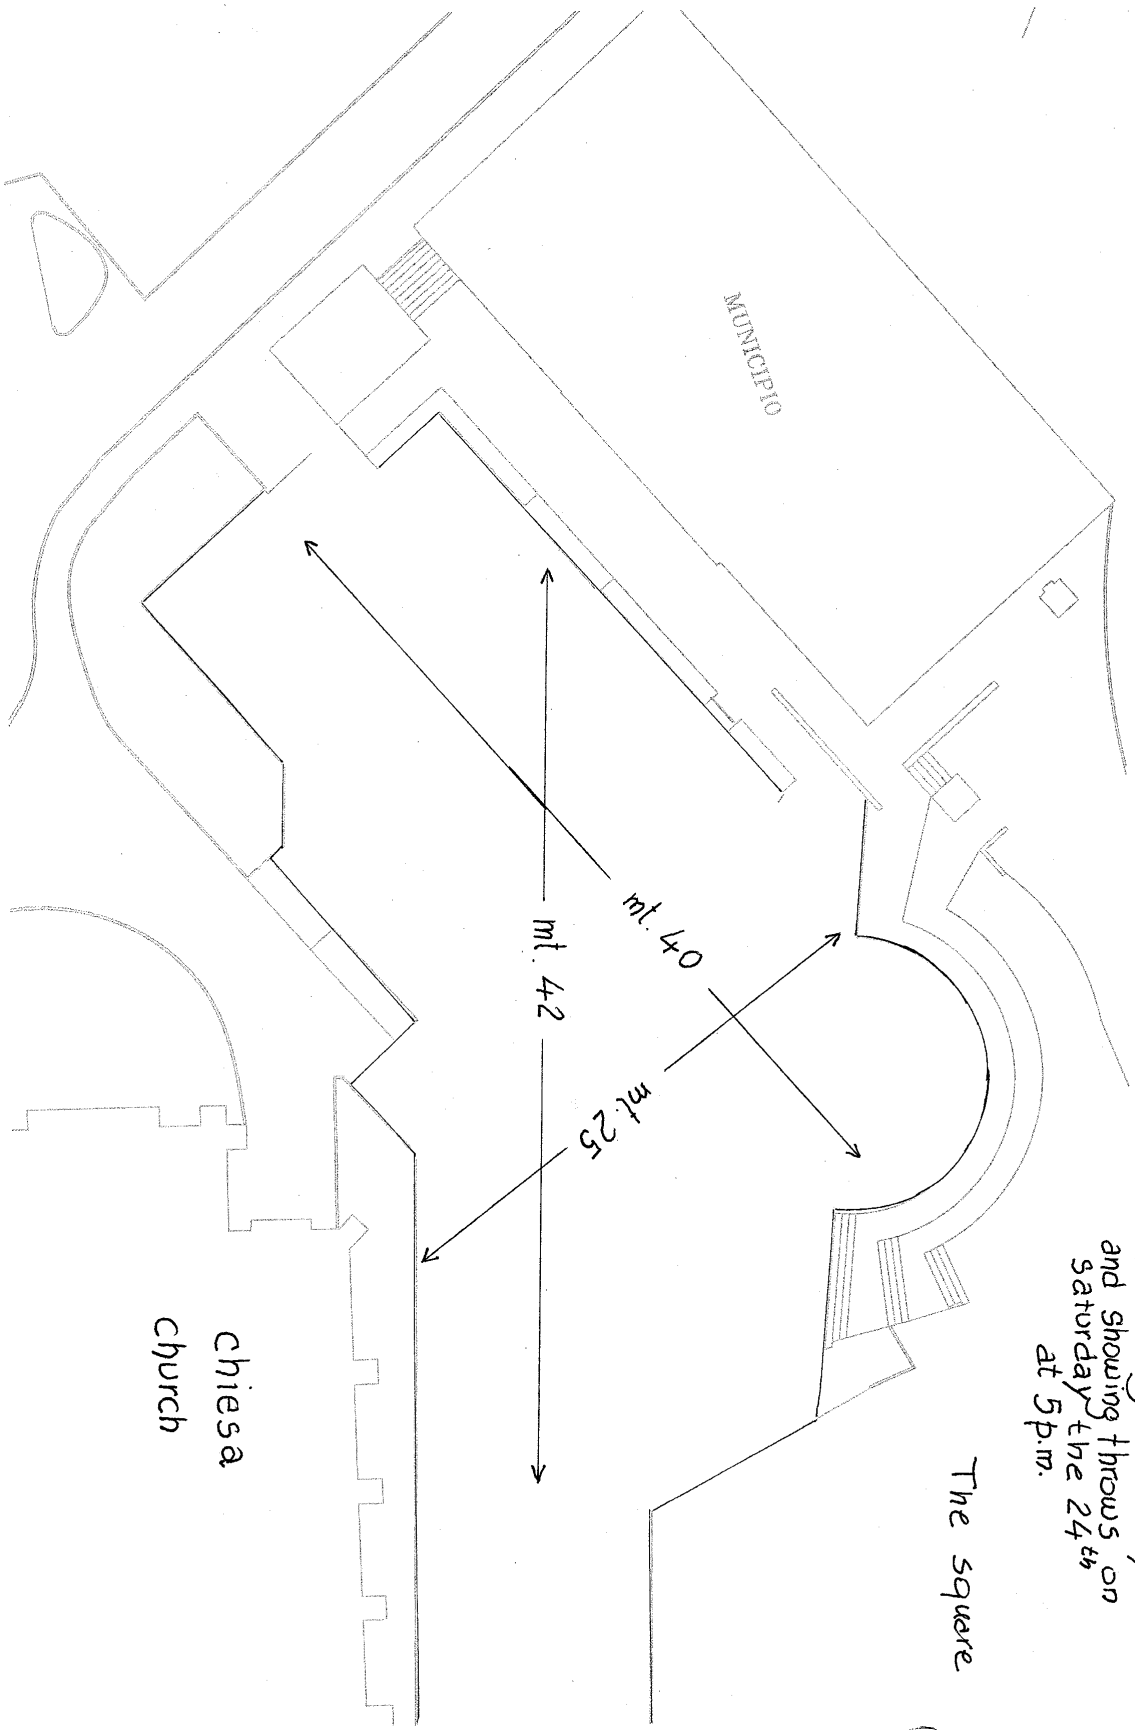 and showing throws, on
saturday the 24th
at 5 p.m.
The square
MUNICIPIO
mt. 40
mt. 42
mt. 25
chiesa
church